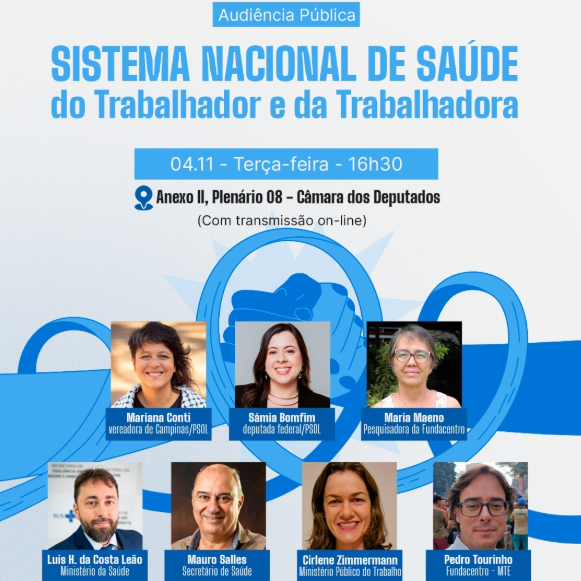 Audiência Pública
SISTEMA NACIONAL DE SAÚDE
do Trabalhador e da Trabalhadora
04.11 - Terça-feira - 16h30
Anexo II, Plenário 08 - Câmara dos Deputados
(Com transmissão on-line)
Mariana Conti
vereadora de Campinas/PSOL
Sâmia Bomfim
deputada federal/PSOL
Maria Maeno
Pesquisadora da Fundacentro
Luis H. da Costa Leão
Ministério da Saúde
Mauro Salles
Secretário de Saúde
Cirlene Zimmermann
Ministério Público do Trabalho
Pedro Tourinho
Fundacentro - MTE